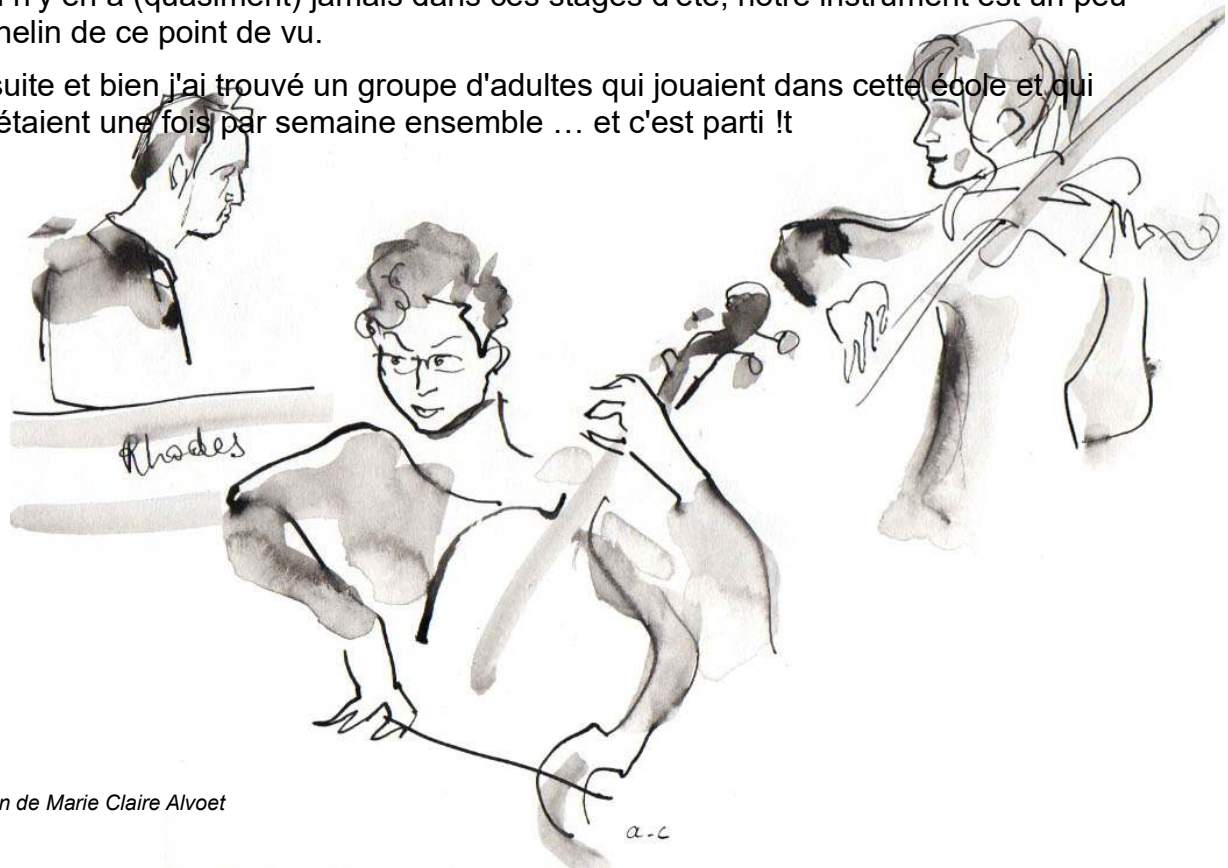 n'y en a (quasiment) jamais dans ces stages d'été, notre instrument est un peu
helin de ce point de vu.
suite et bien j'ai trouvé un groupe d'adultes qui jouaient dans cette école et qui
étaient une fois par semaine ensemble … et c'est parti !t
Rhodes
n de Marie Claire Alvoet
a-c